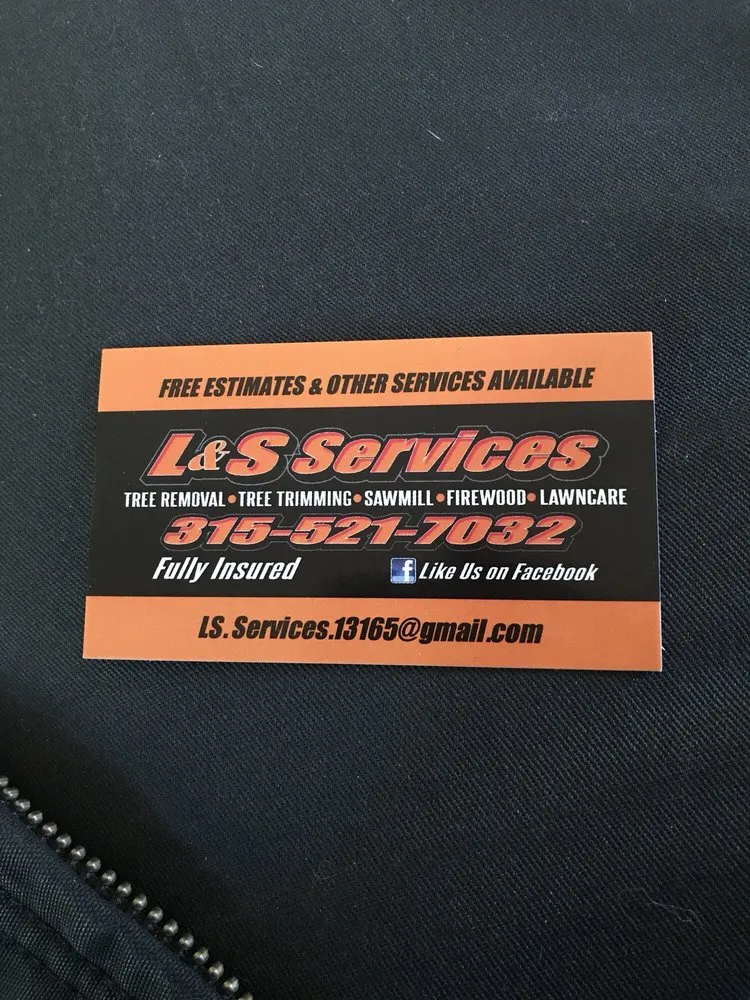 FREE ESTIMATES & OTHER SERVICES AVAILABLE
L&S Services
TREE REMOVAL • TREE TRIMMING • SAWMILL • FIREWOOD • LAWNCARE
315-521-7032
Fully Insured f Like Us on Facebook
LS.Services.13165@gmail.com